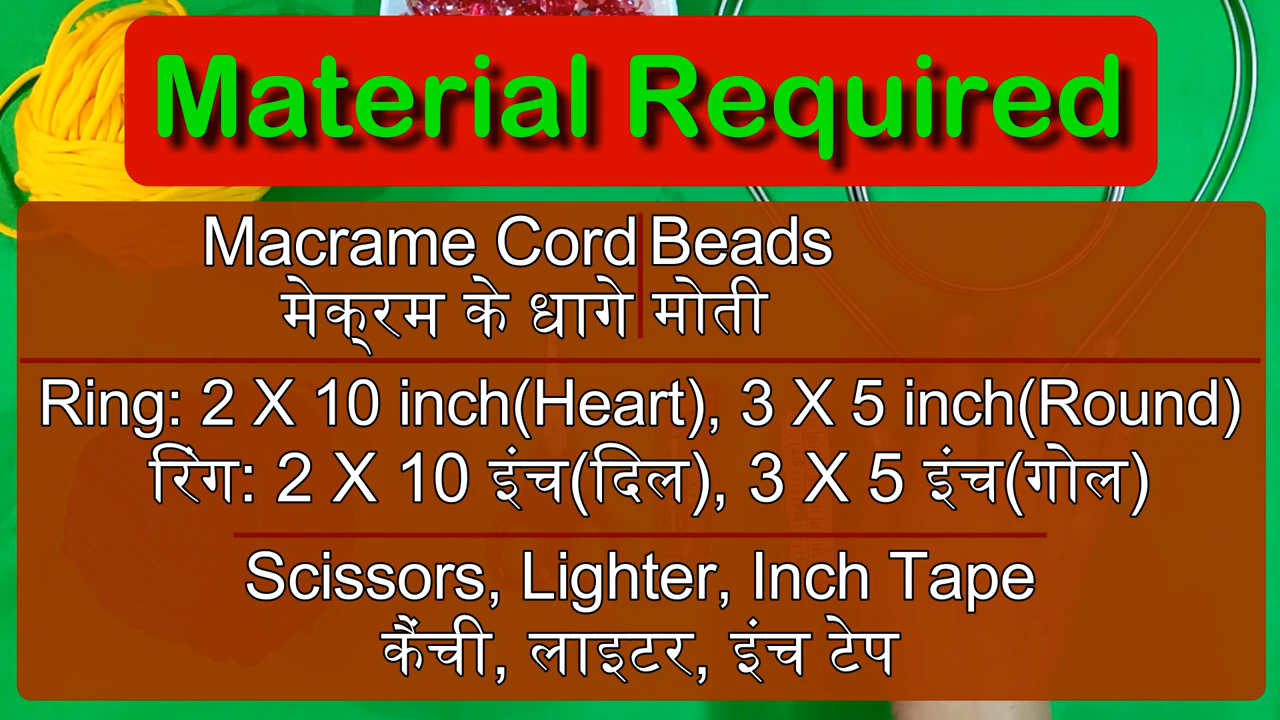 Material Required
Macrame Cord Beads
मेक्रम के धागे मोती
Ring: 2 X 10 inch(Heart), 3 X 5 inch(Round)
रिंग: 2 X 10 इंच(दिल), 3 X 5 इंच(गोल)
Scissors, Lighter, Inch Tape
कैंची, लाइटर, इंच टेप